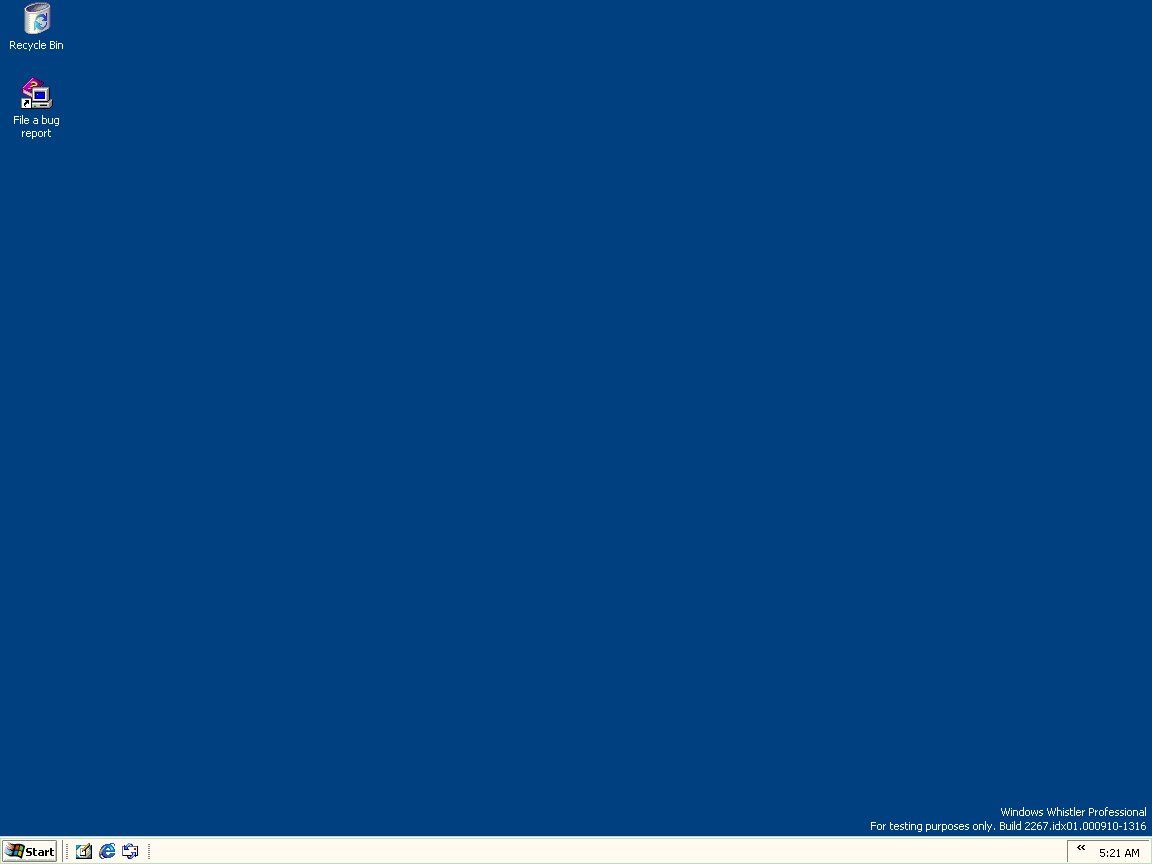 Recycle Bin
File a bug
report
Windows Whistler Professional
For testing purposes only. Build 2267.idx01.000910-1316
Start
«
5:21 AM